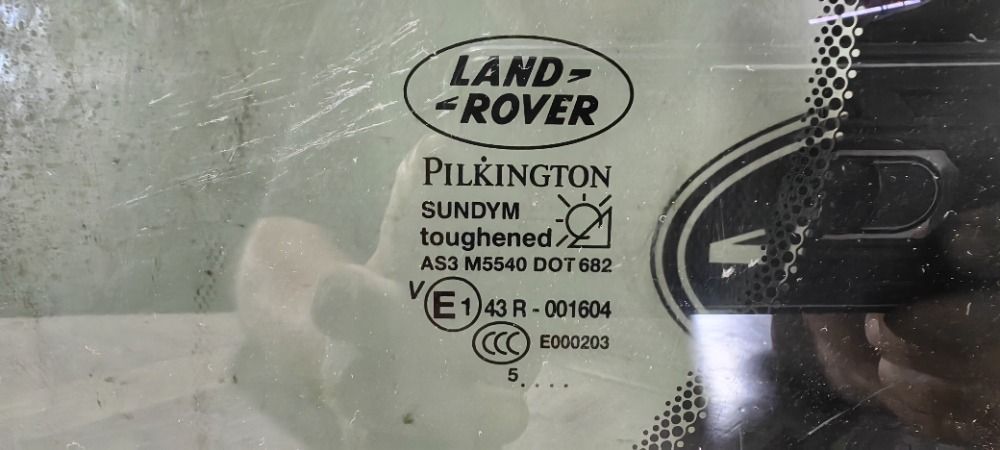 LAND
ROVER
PILKINGTON
SUNDYM
toughened
AS3 M5540 DOT 682
V E1 43 R - 001604
CCC E000203
5 . . . .